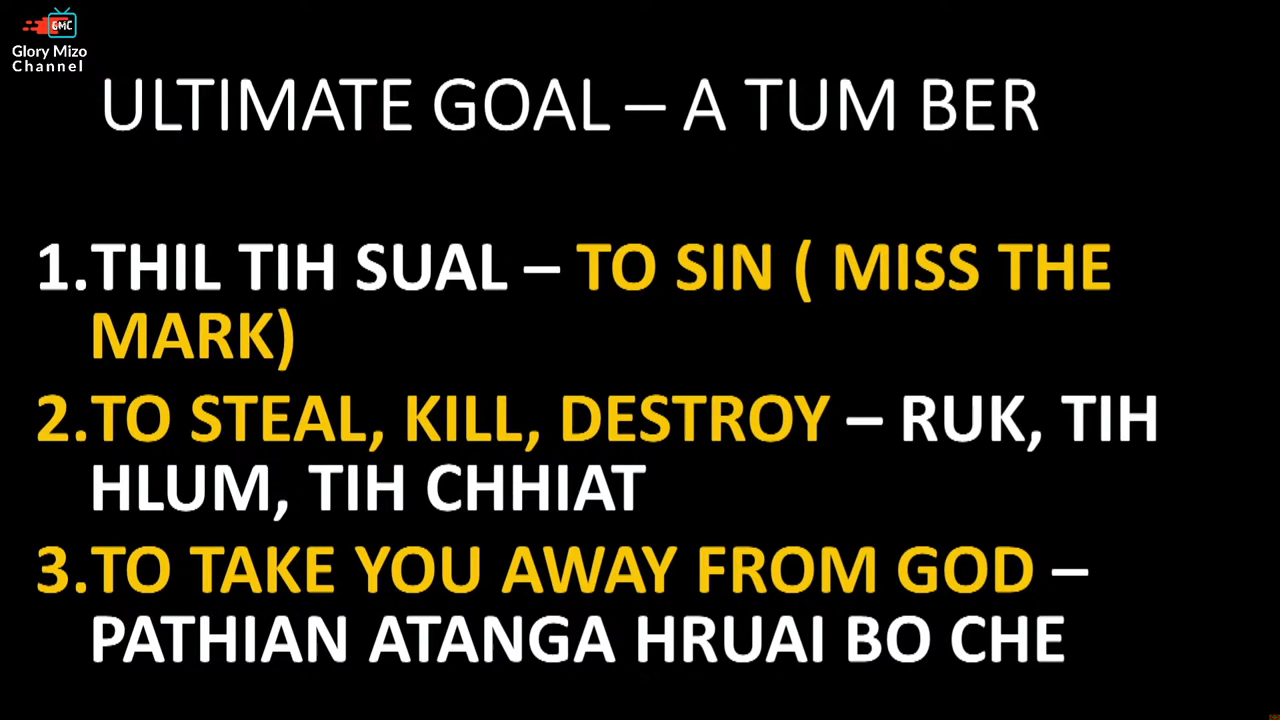 GMC
Glory Mizo
Channel
ULTIMATE GOAL – A TUM BER
1.THIL TIH SUAL – TO SIN ( MISS THE
MARK)
2.TO STEAL, KILL, DESTROY – RUK, TIH
HLUM, TIH CHHIAT
3.TO TAKE YOU AWAY FROM GOD –
PATHIAN ATANGA HRUAI BO CHE